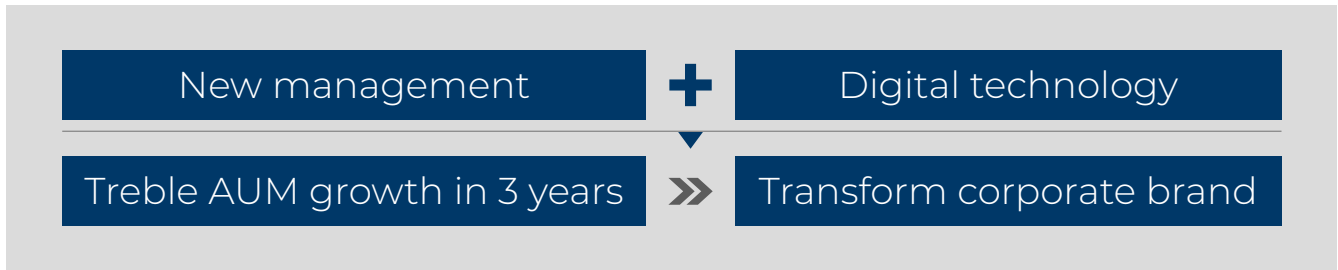 New management
Digital technology
Treble AUM growth in 3 years
Transform corporate brand